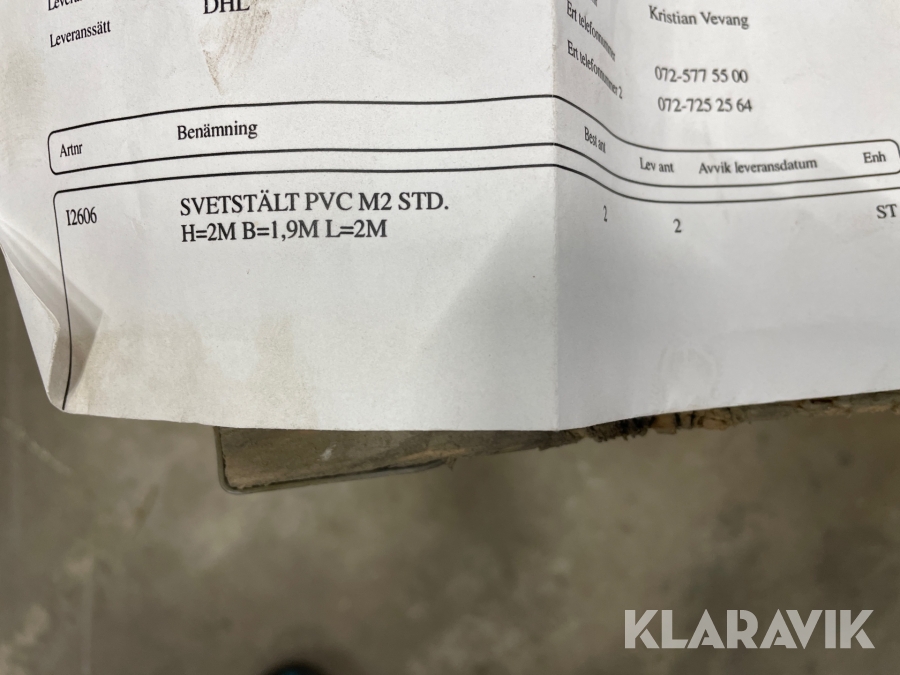 Leveranssätt
DHL
Ert telefonnummer
Ert telefonnummer 2
Kristian Vevang
072-577 55 00
072-725 25 64
Artnr Benämning Best ant Lev ant Avvik leveransdatum Enh
12606 SVETSTÄLT PVC M2 STD. 2 2 ST
H=2M B=1,9M L=2M
KLARAVIK